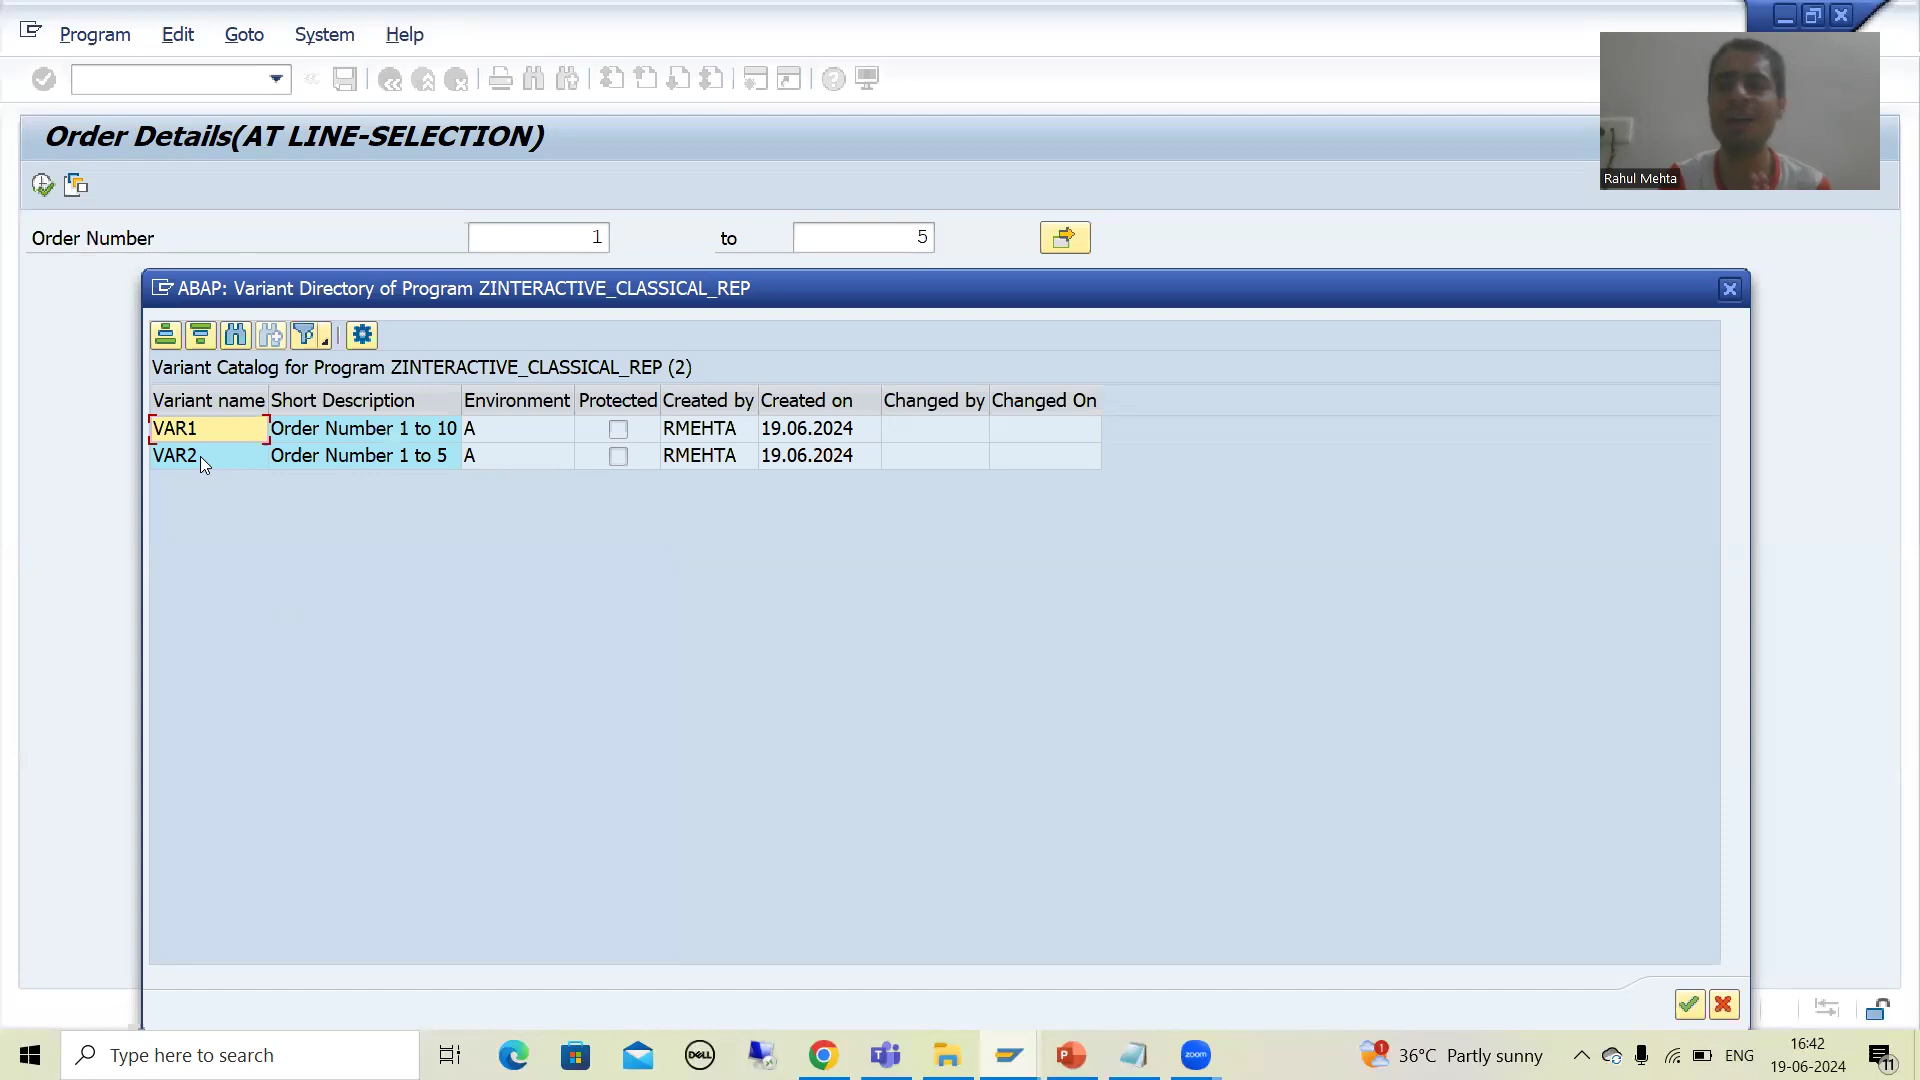 Program Edit Goto System Help
Order Details(AT LINE-SELECTION)
Rahul Mehta
Order Number 1 to 5
ABAP: Variant Directory of Program ZINTERACTIVE_CLASSICAL_REP
Variant Catalog for Program ZINTERACTIVE_CLASSICAL_REP (2)
Variant name Short Description Environment Protected Created by Created on Changed by Changed On
VAR1 Order Number 1 to 10 A RMEHTA 19.06.2024
VAR2 Order Number 1 to 5 A RMEHTA 19.06.2024
Type here to search
DELL
zoom
1
36°C Partly sunny
ENG
16:42
19-06-2024
11